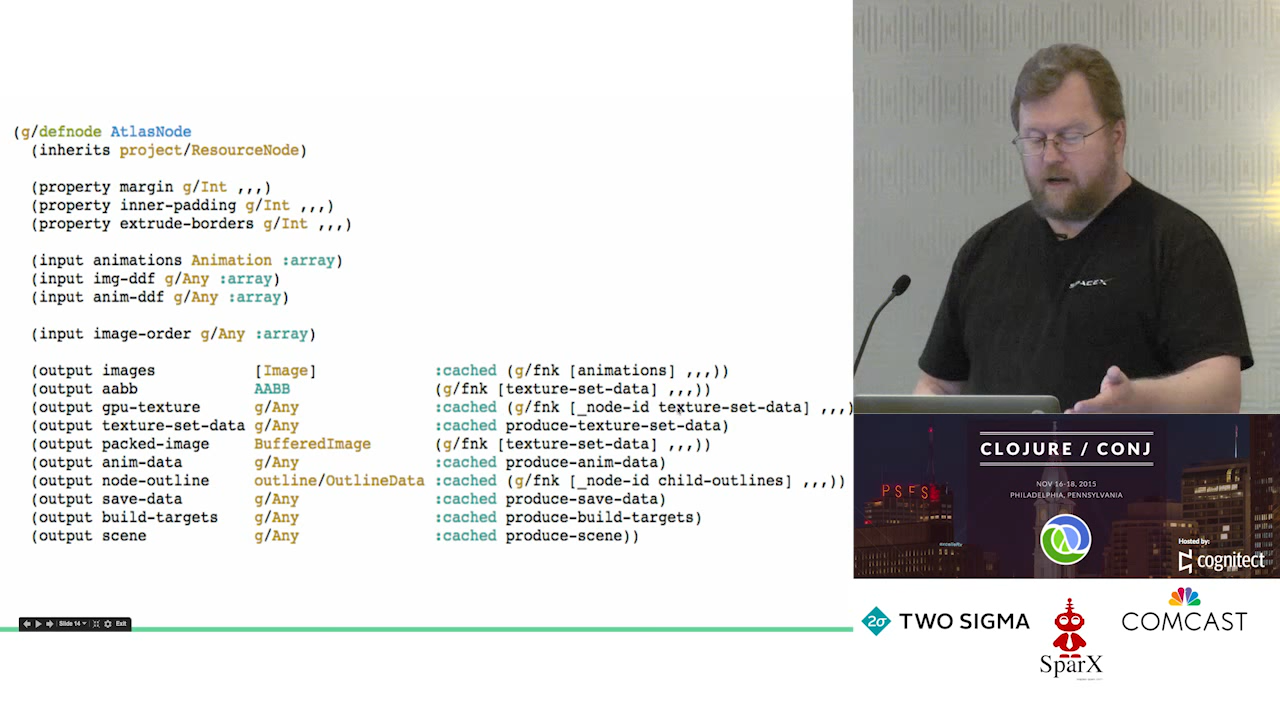 (g/defnode AtlasNode
(inherits project/ResourceNode)
(property margin g/Int ,,,)
(property inner-padding g/Int ,,,)
(property extrude-borders g/Int ,,,)
(input animations Animation :array)
(input img-ddf g/Any :array)
(input anim-ddf g/Any :array)
(input image-order g/Any :array)
(output images [Image] :cached (g/fnk [animations] ,,,))
(output aabb AABB (g/fnk [texture-set-data] ,,,))
(output gpu-texture g/Any :cached (g/fnk [_node-id texture-set-data] ,,,)
(output texture-set-data g/Any :cached produce-texture-set-data)
(output packed-image BufferedImage (g/fnk [texture-set-data] ,,,))
(output anim-data g/Any :cached produce-anim-data)
(output node-outline outline/OutlineData :cached (g/fnk [_node-id child-outlines] ,,,))
(output save-data g/Any :cached produce-save-data)
(output build-targets g/Any :cached produce-build-targets)
(output scene g/Any :cached produce-scene))
Slide 14
Exit
SPACEX
CLOJURE / CONJ
NOV 16-18, 2015
PHILADELPHIA, PENNSYLVANIA
PSFS
Hosted by:
cognitect
2σ TWO SIGMA
SparX
COMCAST